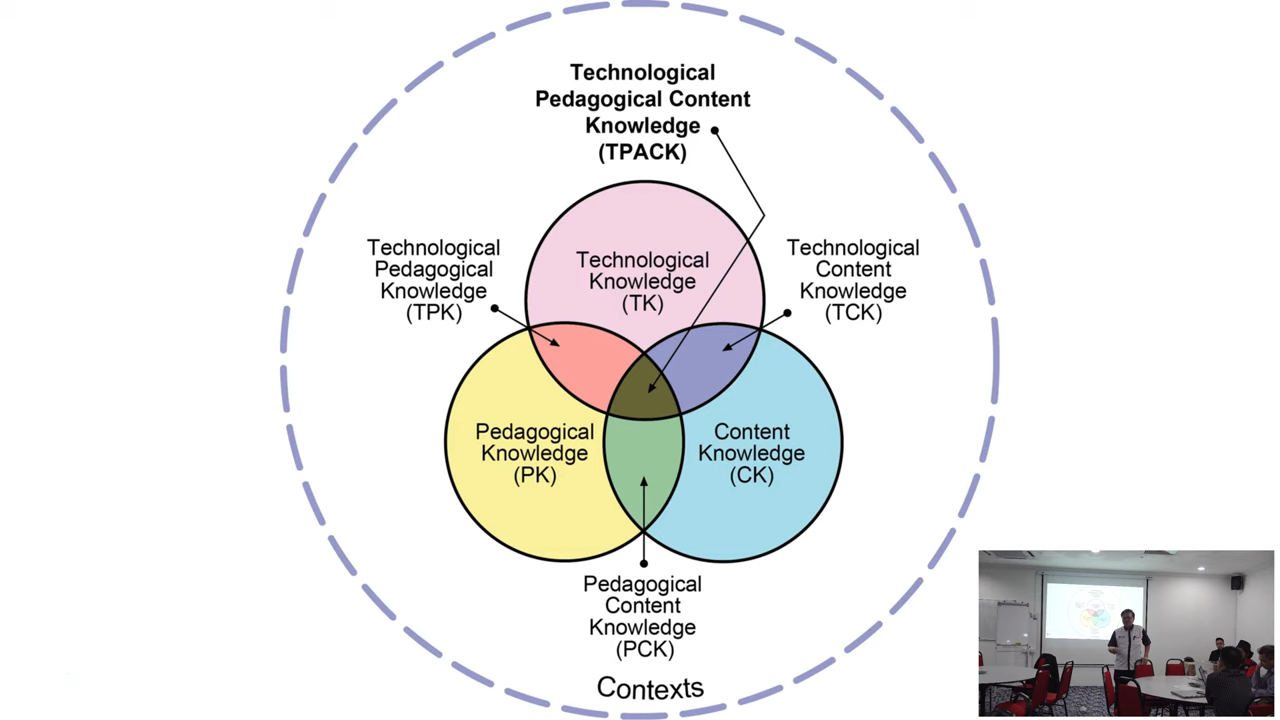 Technological
Pedagogical Content
Knowledge
(TPACK)
Technological
Pedagogical
Knowledge
(TPK)
Technological
Knowledge
(TK)
Technological
Content
Knowledge
(TCK)
Pedagogical
Knowledge
(PK)
Content
Knowledge
(CK)
Pedagogical
Content
Knowledge
(PCK)
Contexts